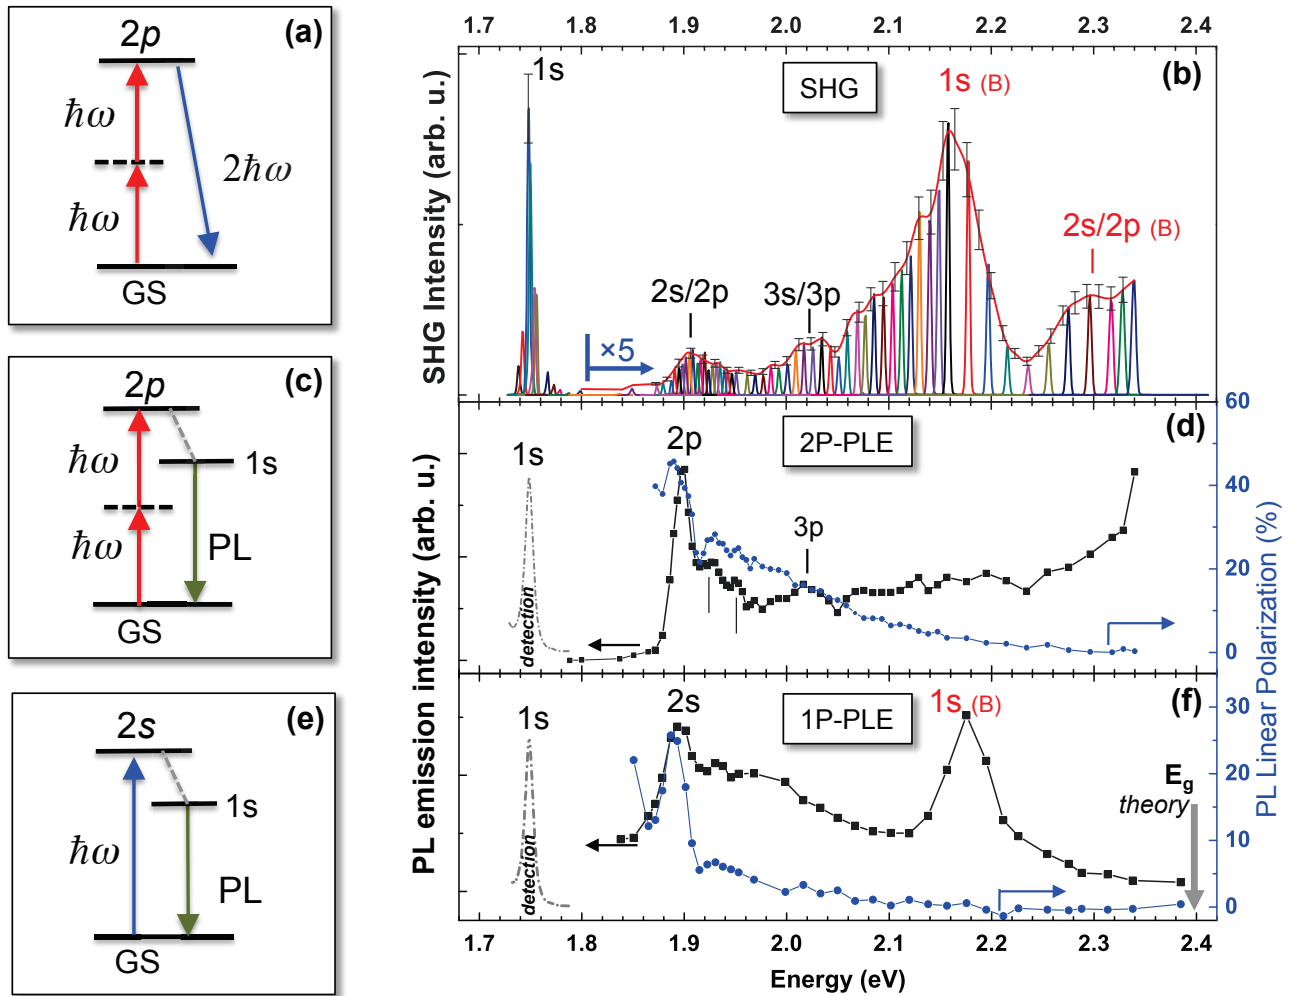 (a)
2p
ħω
ħω
2ħω
GS
(c)
2p
ħω
1s
ħω
PL
GS
(e)
2s
1s
ħω
PL
GS
1.7 1.8 1.9 2.0 2.1 2.2 2.3 2.4
SHG Intensity (arb. u.)
(b)
SHG
1s
1s (B)
2s/2p
3s/3p
2s/2p (B)
×5
PL emission intensity (arb. u.)
(d)
2P-PLE
1s
2p
3p
detection
60
40
20
0
PL Linear Polarization (%)
(f)
1P-PLE
1s
2s
1s (B)
detection
Eg
theory
30
20
10
0
1.7 1.8 1.9 2.0 2.1 2.2 2.3 2.4
Energy (eV)